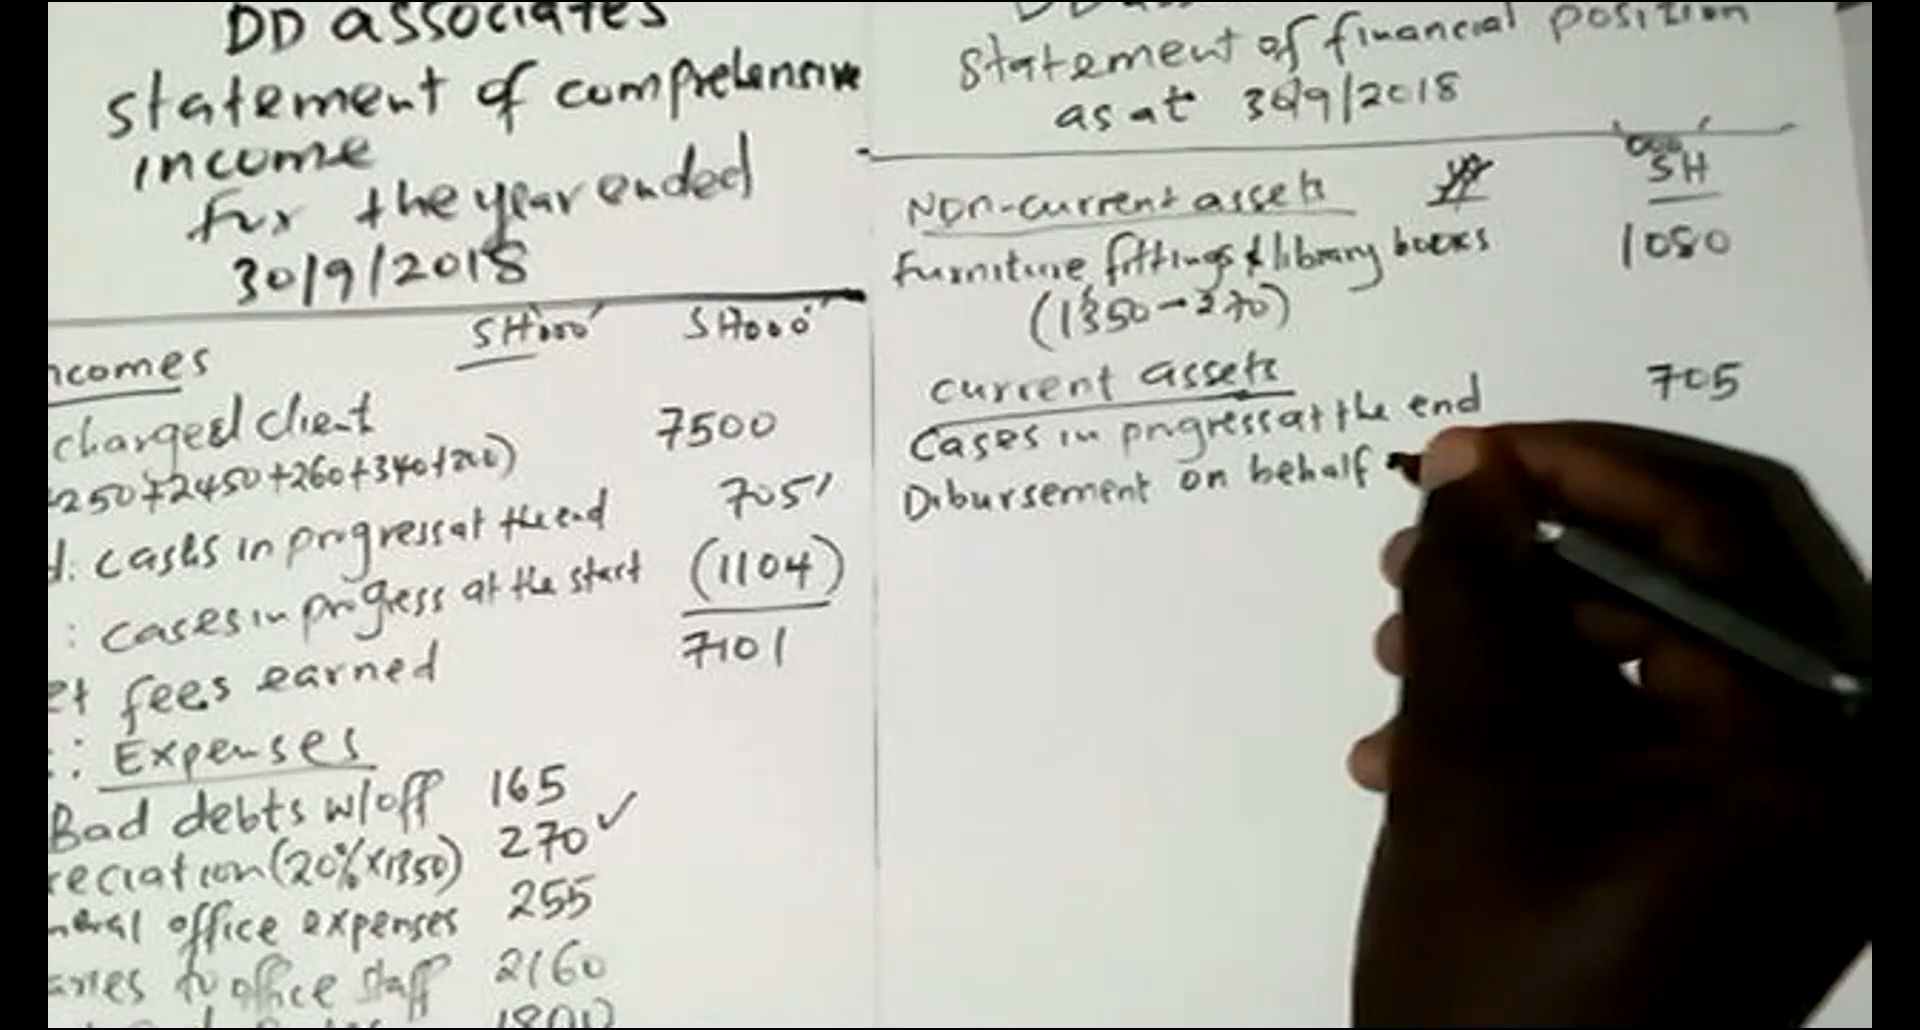 DD associates
statement of comprehensive
income
for the year ended
30/9/2018
SH000' SH000'
ncomes
charged client 7500
250+2450+260+340+200)
d: cases in progress at the end 705'
: cases in progress at the start (1104)
et fees earned 7101
: Expenses
Bad debts w/off 165
reciation (20%x1350) 270 ✓
neral office expenses 255
aries to office staff 2160
1800
statement of financial position
as at 30/9/2018
000'
Non-current assets SH
Furniture, fittings & library books 1080
(1350-270)
current assets
Cases in progress at the end 705
Disbursement on behalf